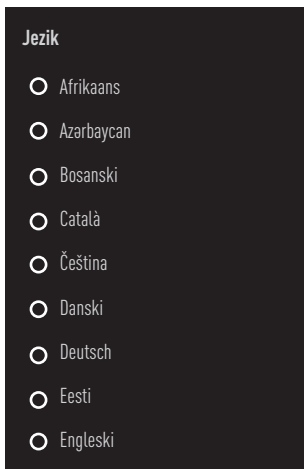 Jezik
Afrikaans
Azərbaycan
Bosanski
Català
Čeština
Danski
Deutsch
Eesti
Engleski